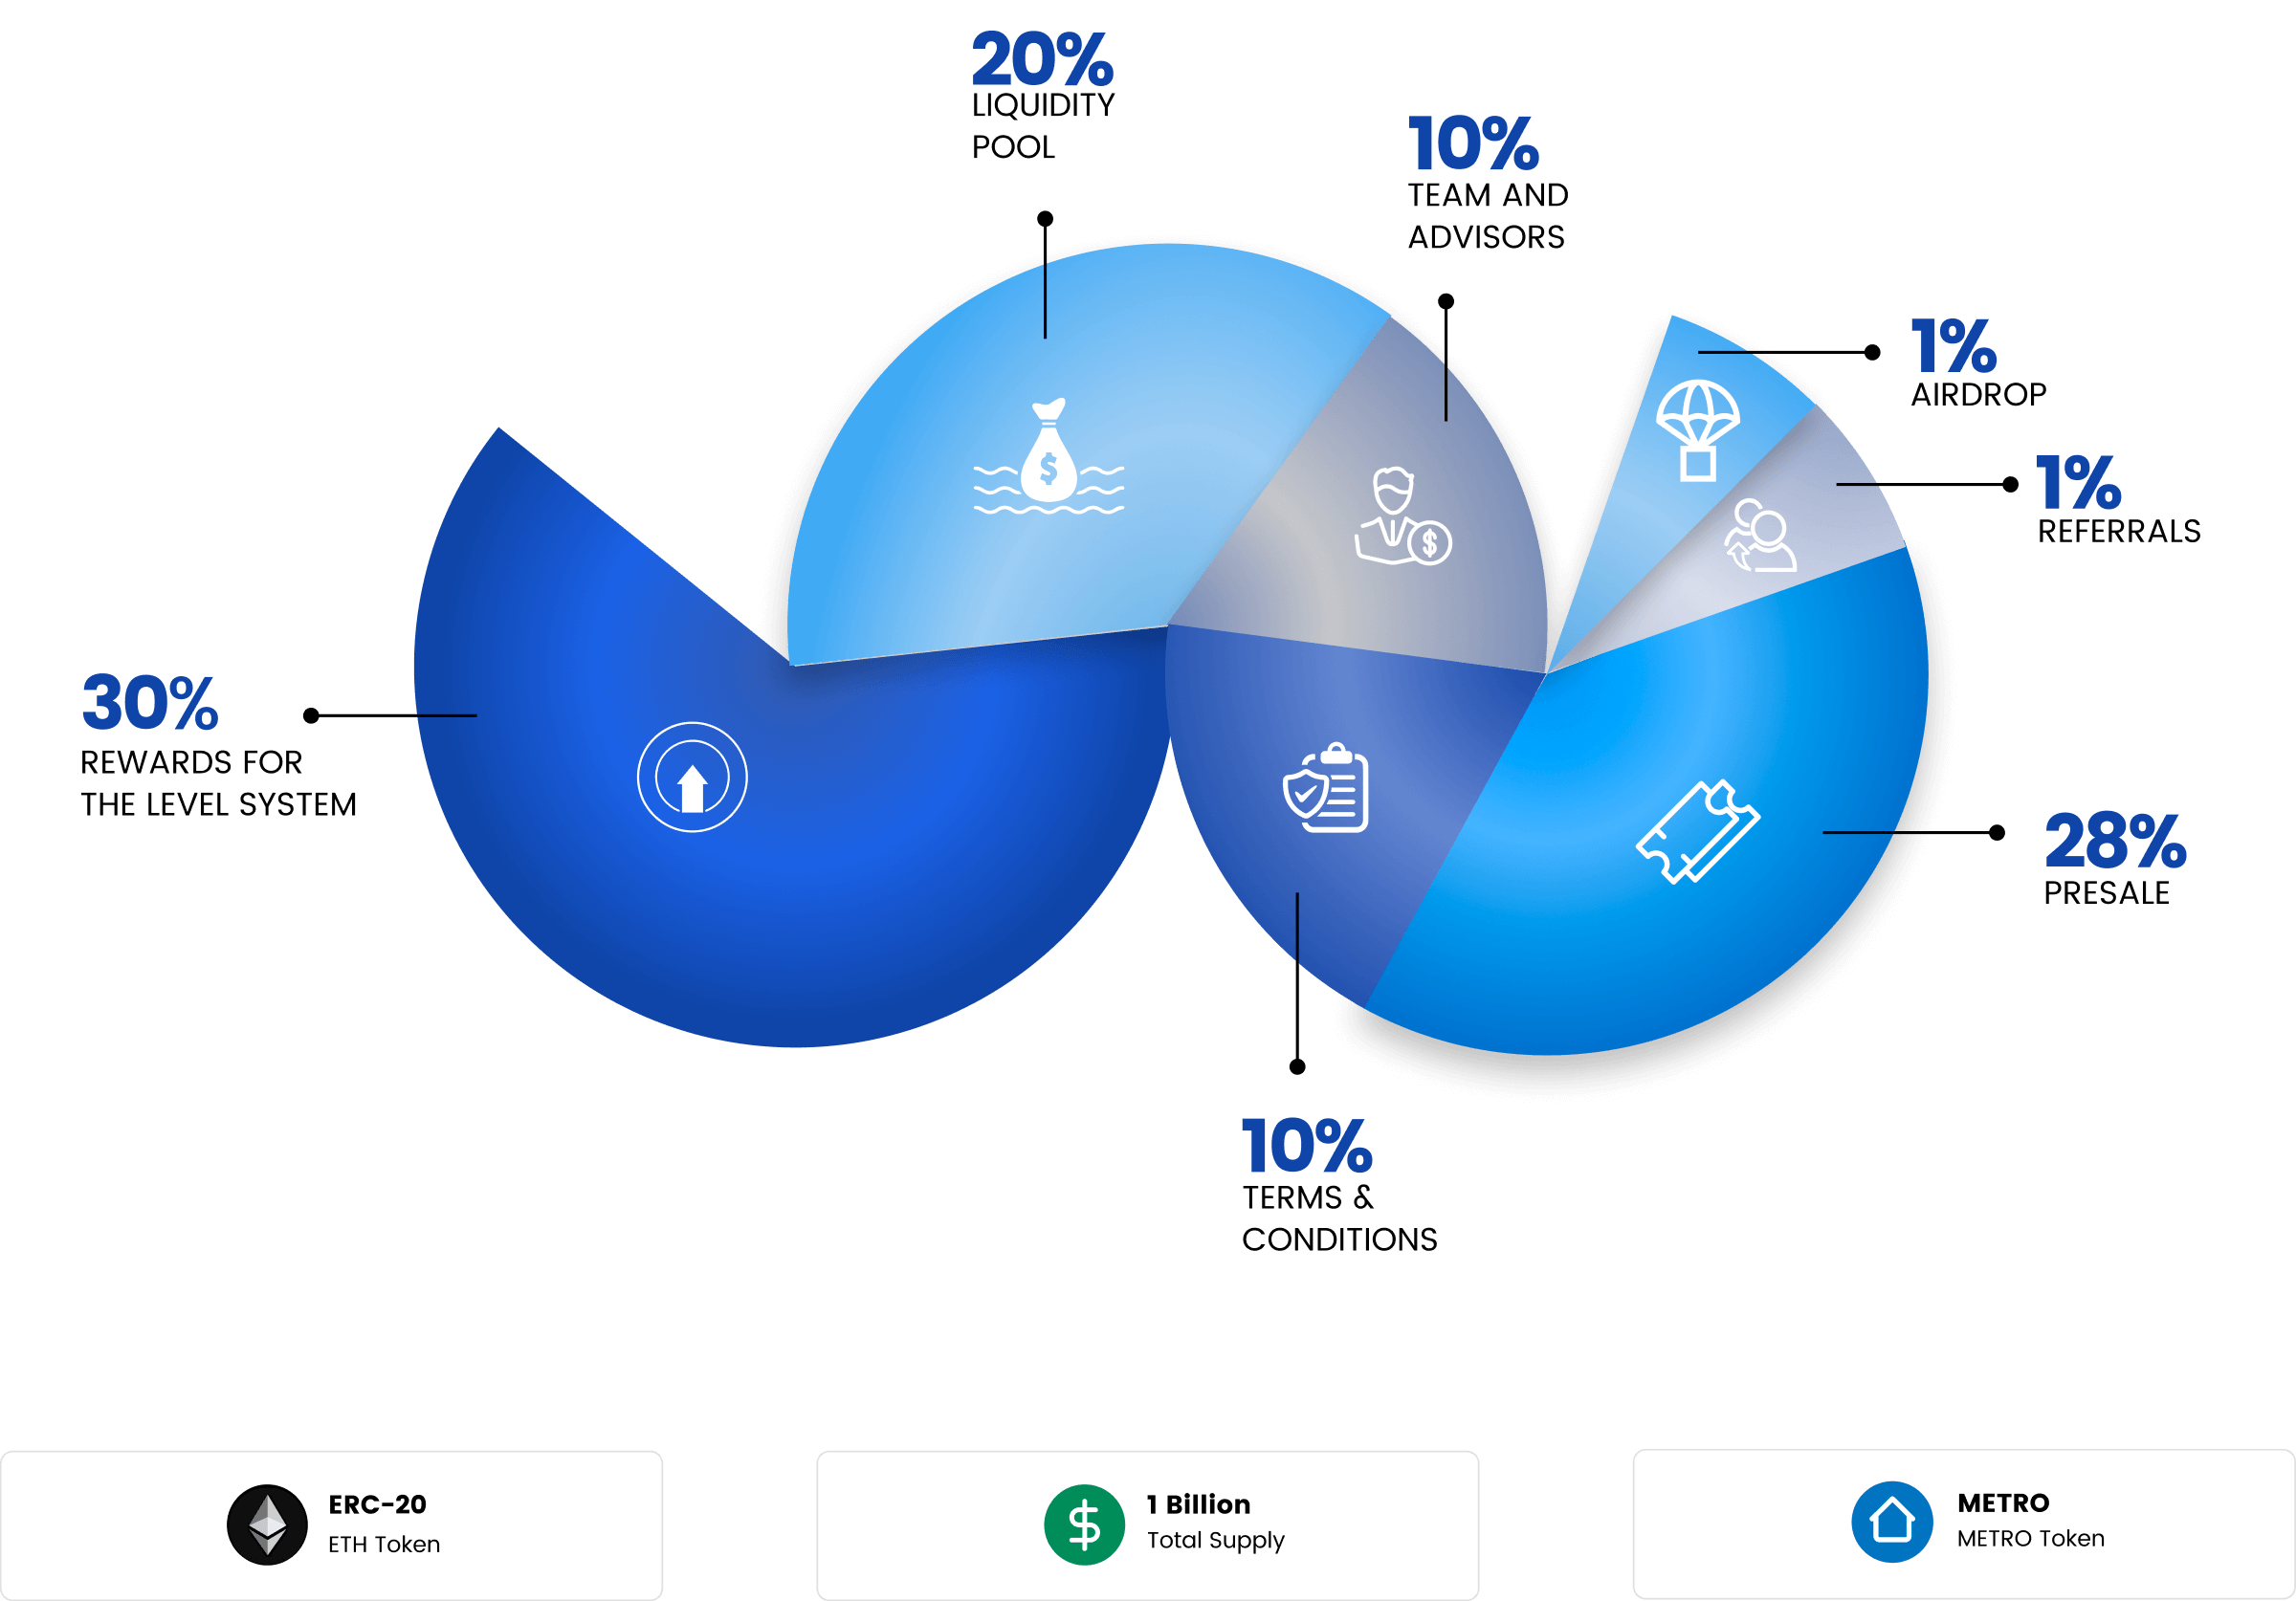 20%
LIQUIDITY
POOL
10%
TEAM AND
ADVISORS
1%
AIRDROP
1%
REFERRALS
30%
REWARDS FOR
THE LEVEL SYSTEM
28%
PRESALE
10%
TERMS &
CONDITIONS
ERC-20
ETH Token
1 Billion
Total Supply
METRO
METRO Token